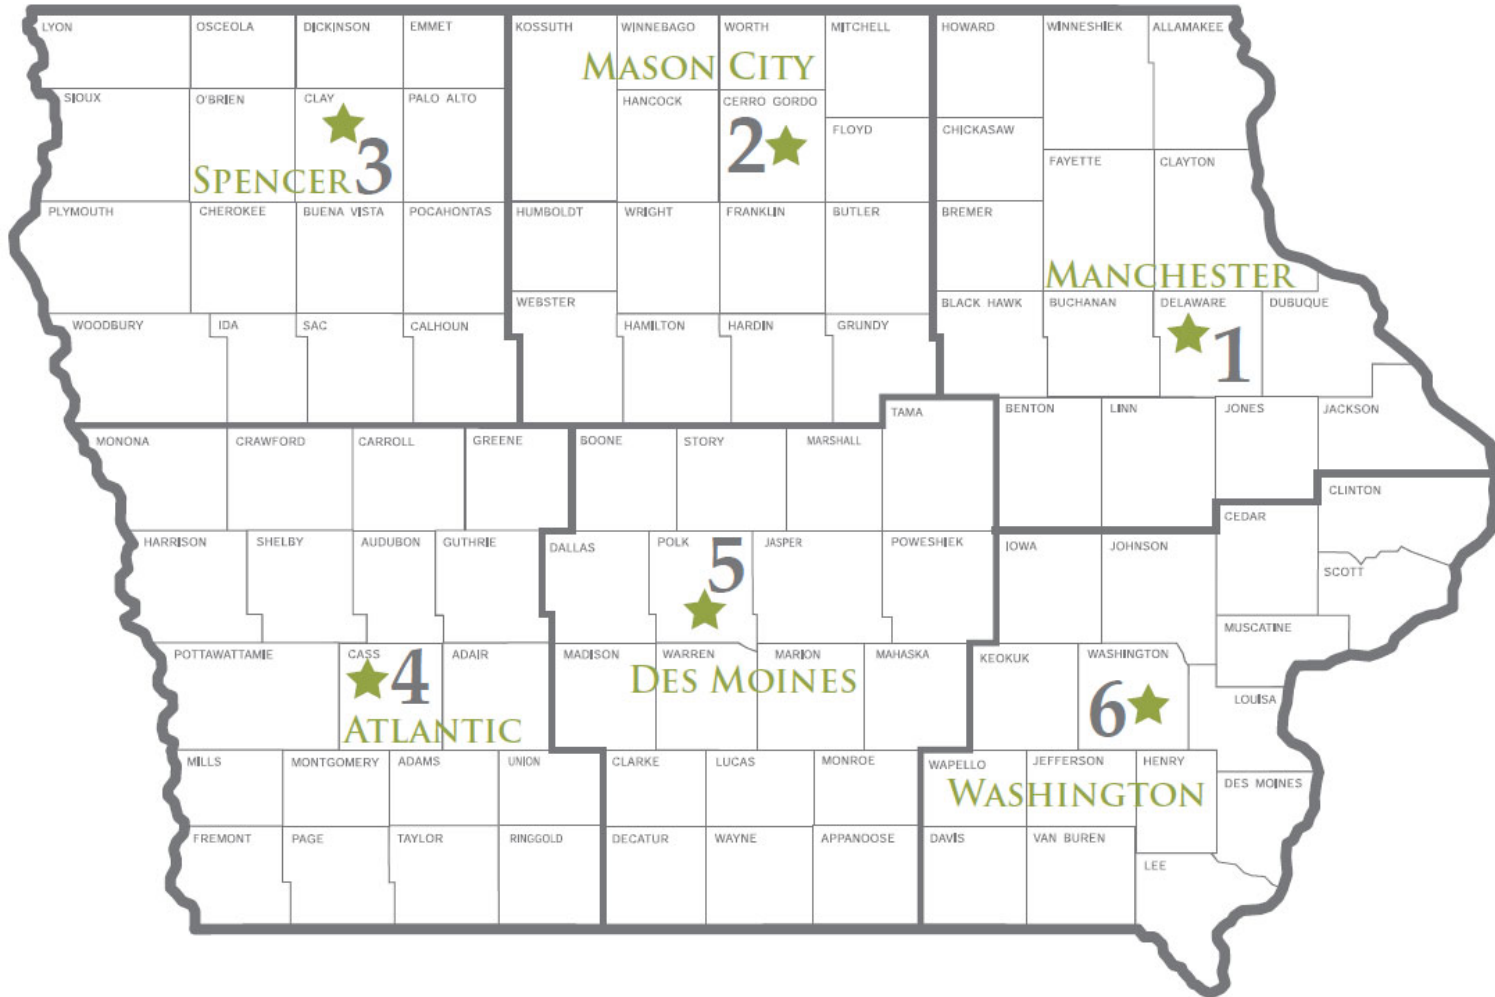 LYON
OSCEOLA
DICKINSON
EMMET
KOSSUTH
WINNEBAGO
WORTH
MITCHELL
HOWARD
WINNESHIEK
ALLAMAKEE
MASON CITY
SIOUX
O'BRIEN
CLAY
PALO ALTO
HANCOCK
CERRO GORDO
FLOYD
CHICKASAW
2
3
SPENCER
FAYETTE
CLAYTON
PLYMOUTH
CHEROKEE
BUENA VISTA
POCAHONTAS
HUMBOLDT
WRIGHT
FRANKLIN
BUTLER
BREMER
MANCHESTER
WEBSTER
BLACK HAWK
BUCHANAN
DELAWARE
DUBUQUE
WOODBURY
IDA
SAC
CALHOUN
HAMILTON
HARDIN
GRUNDY
1
TAMA
BENTON
LINN
JONES
JACKSON
MONONA
CRAWFORD
CARROLL
GREENE
BOONE
STORY
MARSHALL
CLINTON
CEDAR
HARRISON
SHELBY
AUDUBON
GUTHRIE
DALLAS
POLK
5
JASPER
POWESHIEK
IOWA
JOHNSON
SCOTT
MUSCATINE
POTTAWATTAMIE
CASS
ADAIR
MADISON
WARREN
MARION
MAHASKA
KEOKUK
WASHINGTON
4
DES MOINES
6
LOUISA
ATLANTIC
MILLS
MONTGOMERY
ADAMS
UNION
CLARKE
LUCAS
MONROE
WAPELLO
JEFFERSON
HENRY
DES MOINES
WASHINGTON
FREMONT
PAGE
TAYLOR
RINGGOLD
DECATUR
WAYNE
APPANOOSE
DAVIS
VAN BUREN
LEE